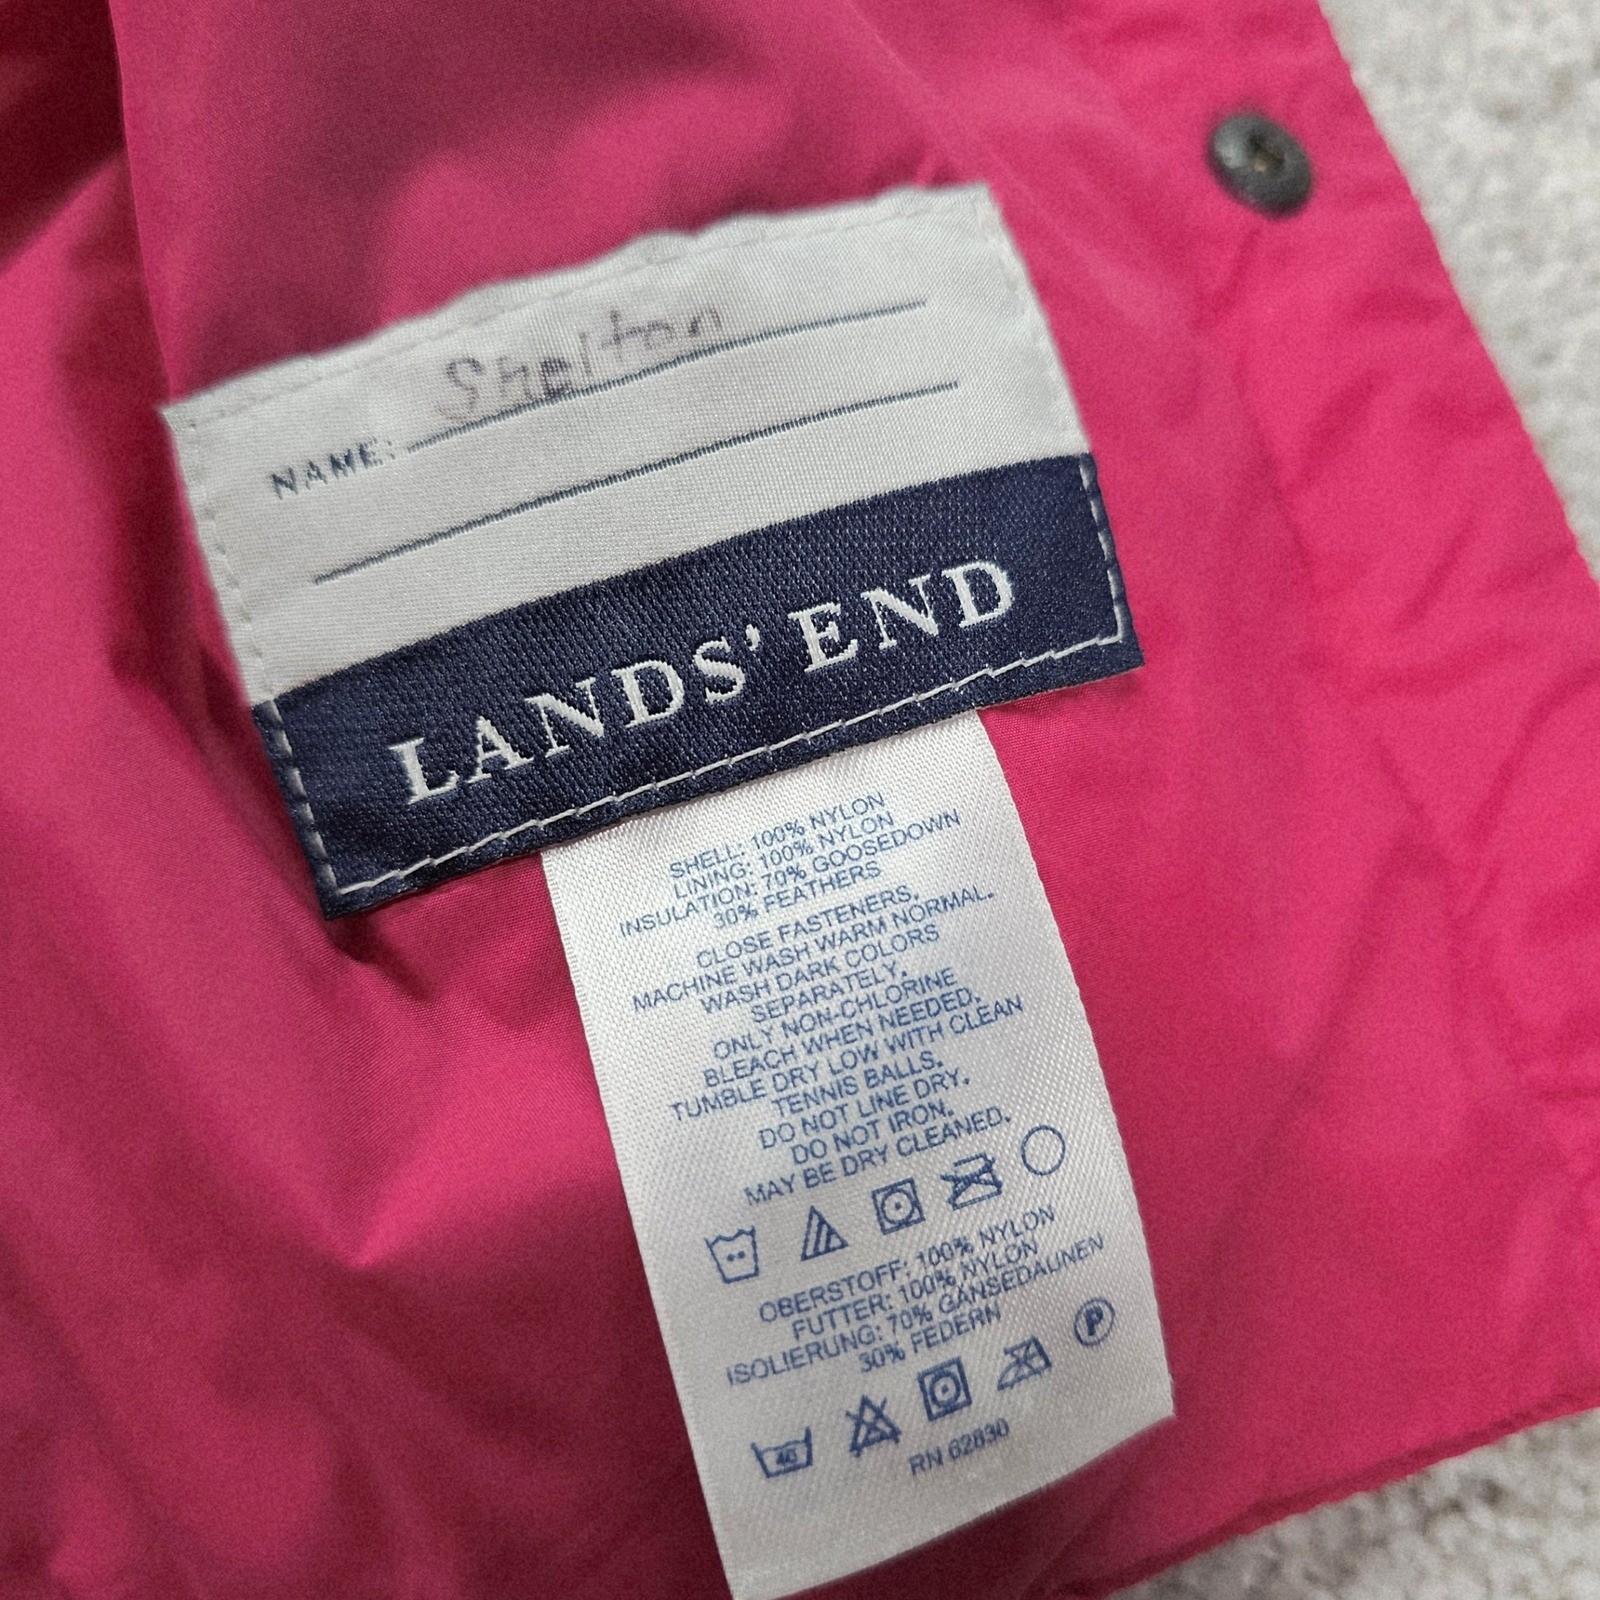 Shelton
NAME:
LANDS' END
SHELL: 100% NYLON
LINING: 100% NYLON
INSULATION: 70% GOOSEDOWN
30% FEATHERS
CLOSE FASTENERS.
MACHINE WASH WARM NORMAL.
WASH DARK COLORS
SEPARATELY.
ONLY NON-CHLORINE
BLEACH WHEN NEEDED.
TUMBLE DRY LOW WITH CLEAN
TENNIS BALLS.
DO NOT LINE DRY.
DO NOT IRON.
MAY BE DRY CLEANED.
OBERSTOFF: 100% NYLON
FUTTER: 100% NYLON
ISOLIERUNG: 70% GANSEDAUNEN
30% FEDERN
P
40
RN 62830